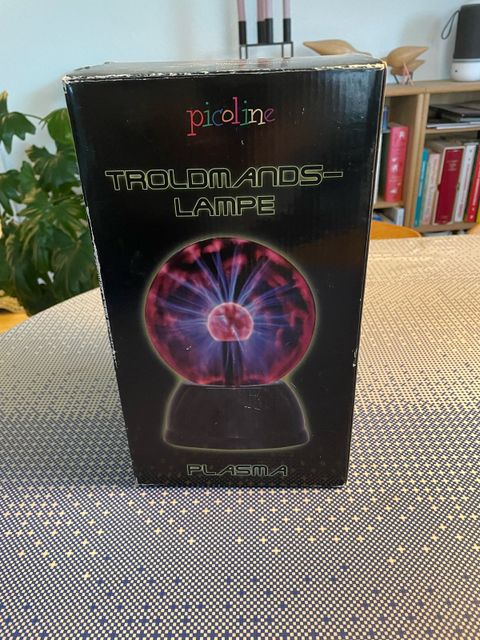 picoline
TROLDMANDS-
LAMPE
PLASMA